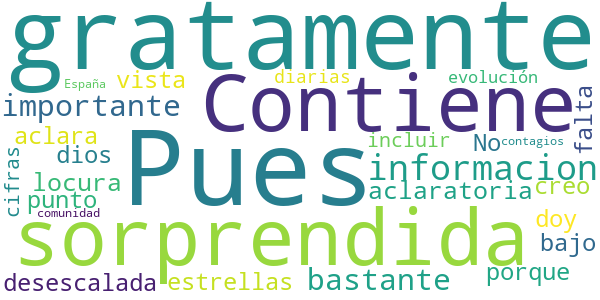 gratamente
España vista diarias evolución
importante Contiene falta
aclara incluir No contagios
cifras dios Pues informacion
locura aclaratoria creo
punto
comunidad sorprendida doy
bajo
desescalada estrellas bastante porque